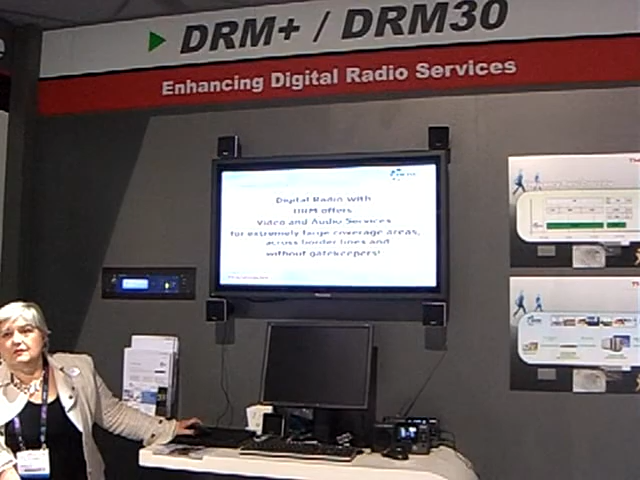 DRM+ / DRM30
Enhancing Digital Radio Services
Digital Radio with
DRM offers
Video and Audio Services
for extremely large coverage areas,
across border lines and
without gatekeepers!